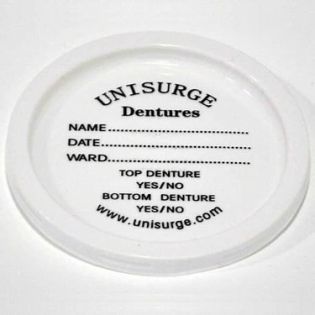 UNISURGE
Dentures
NAME..............................
DATE...............................
WARD..............................
TOP DENTURE
YES/NO
BOTTOM DENTURE
YES/NO
www.unisurge.com